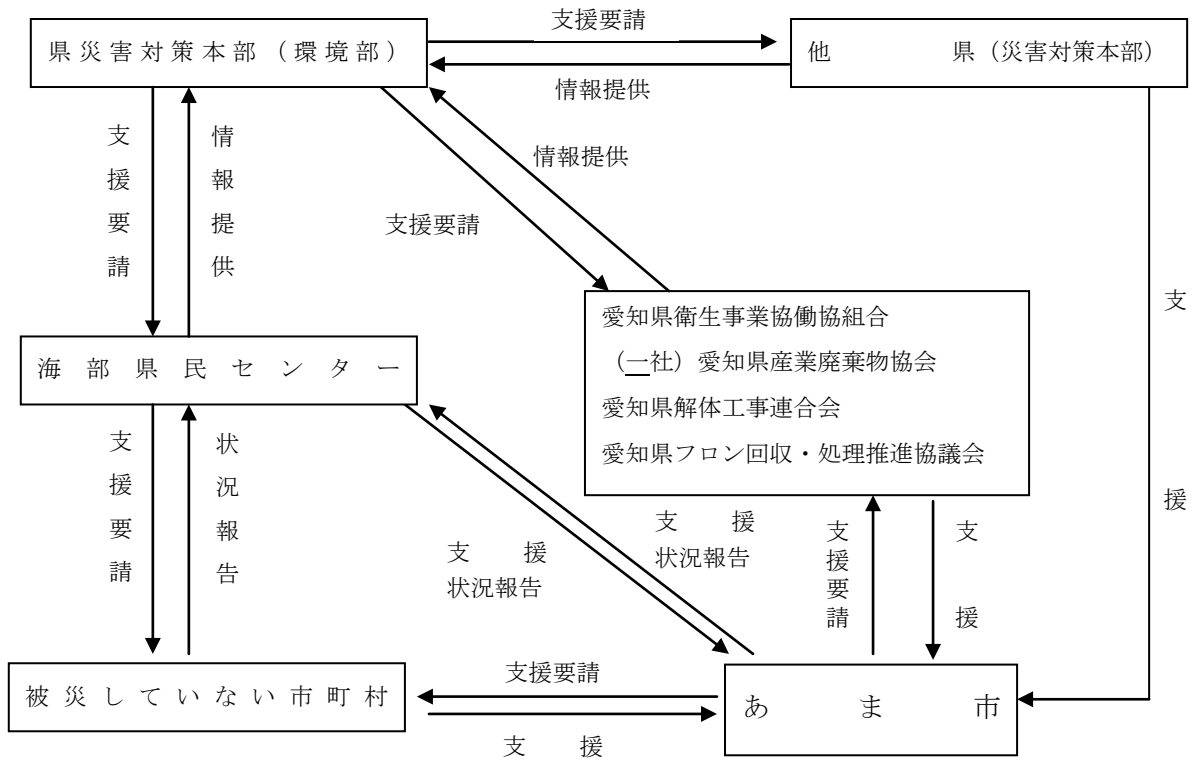 支援要請
県災害対策本部(環境部)
他 県(災害対策本部)
情報提供
支援要請
情報提供
情報提供
支援要請
支援
愛知県衛生事業協働協組合
(一社)愛知県産業廃棄物協会
愛知県解体工事連合会
愛知県フロン回収・処理推進協議会
海部県民センター
支援要請
状況報告
支援
状況報告
支援
状況報告
支援要請
支援
支援要請
被災していない市町村
あま市
支援